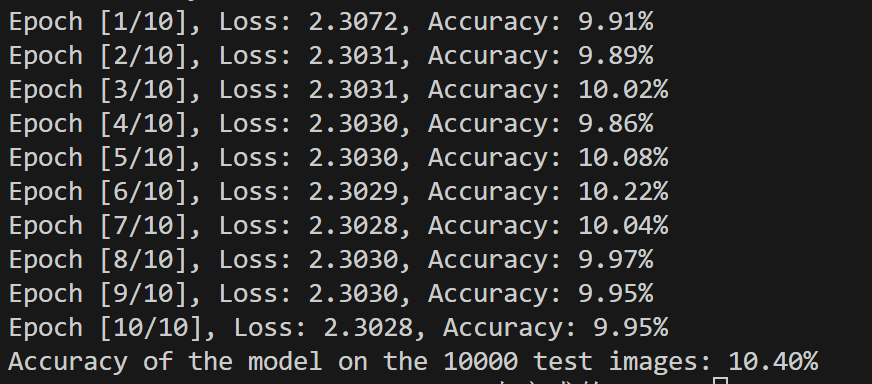 Epoch [1/10], Loss: 2.3072, Accuracy: 9.91%
Epoch [2/10], Loss: 2.3031, Accuracy: 9.89%
Epoch [3/10], Loss: 2.3031, Accuracy: 10.02%
Epoch [4/10], Loss: 2.3030, Accuracy: 9.86%
Epoch [5/10], Loss: 2.3030, Accuracy: 10.08%
Epoch [6/10], Loss: 2.3029, Accuracy: 10.22%
Epoch [7/10], Loss: 2.3028, Accuracy: 10.04%
Epoch [8/10], Loss: 2.3030, Accuracy: 9.97%
Epoch [9/10], Loss: 2.3030, Accuracy: 9.95%
Epoch [10/10], Loss: 2.3028, Accuracy: 9.95%
Accuracy of the model on the 10000 test images: 10.40%